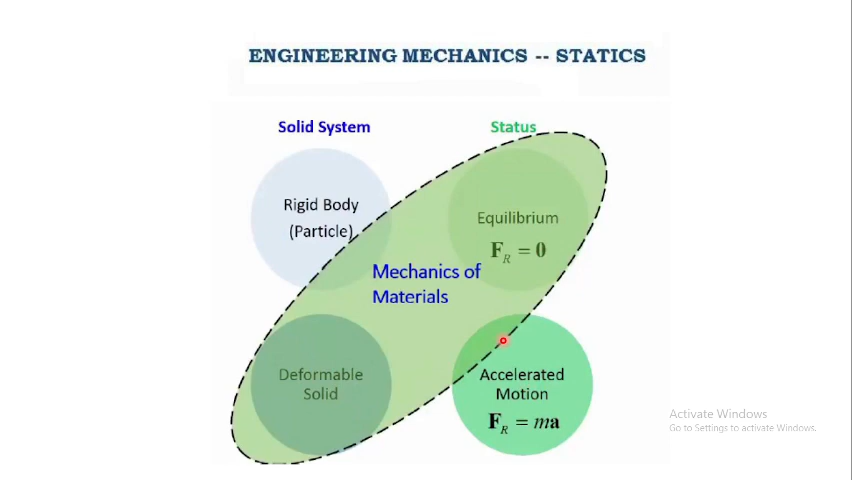 ENGINEERING MECHANICS -- STATICS
Solid System
Status
Rigid Body
(Particle)
Equilibrium
F_R = 0
Mechanics of
Materials
Deformable
Solid
Accelerated
Motion
F_R = ma
Activate Windows
Go to Settings to activate Windows.